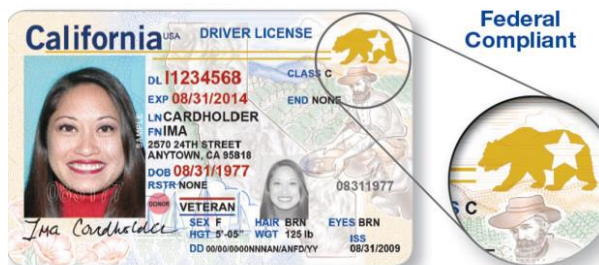 California USA DRIVER LICENSE
Federal
Compliant
DL I1234568 CLASS C
EXP 08/31/2014 END NONE
LN CARDHOLDER
FN IMA
2570 24TH STREET
ANYTOWN, CA 95818
DOB 08/31/1977
RSTR NONE 08311977
DONOR
VETERAN
SEX F HAIR BRN EYES BRN
HGT 5'-05" WGT 125 lb ISS
DD 00/00/0000NNNAN/ANFD/YY 08/31/2009
Ima Cardholder
S C